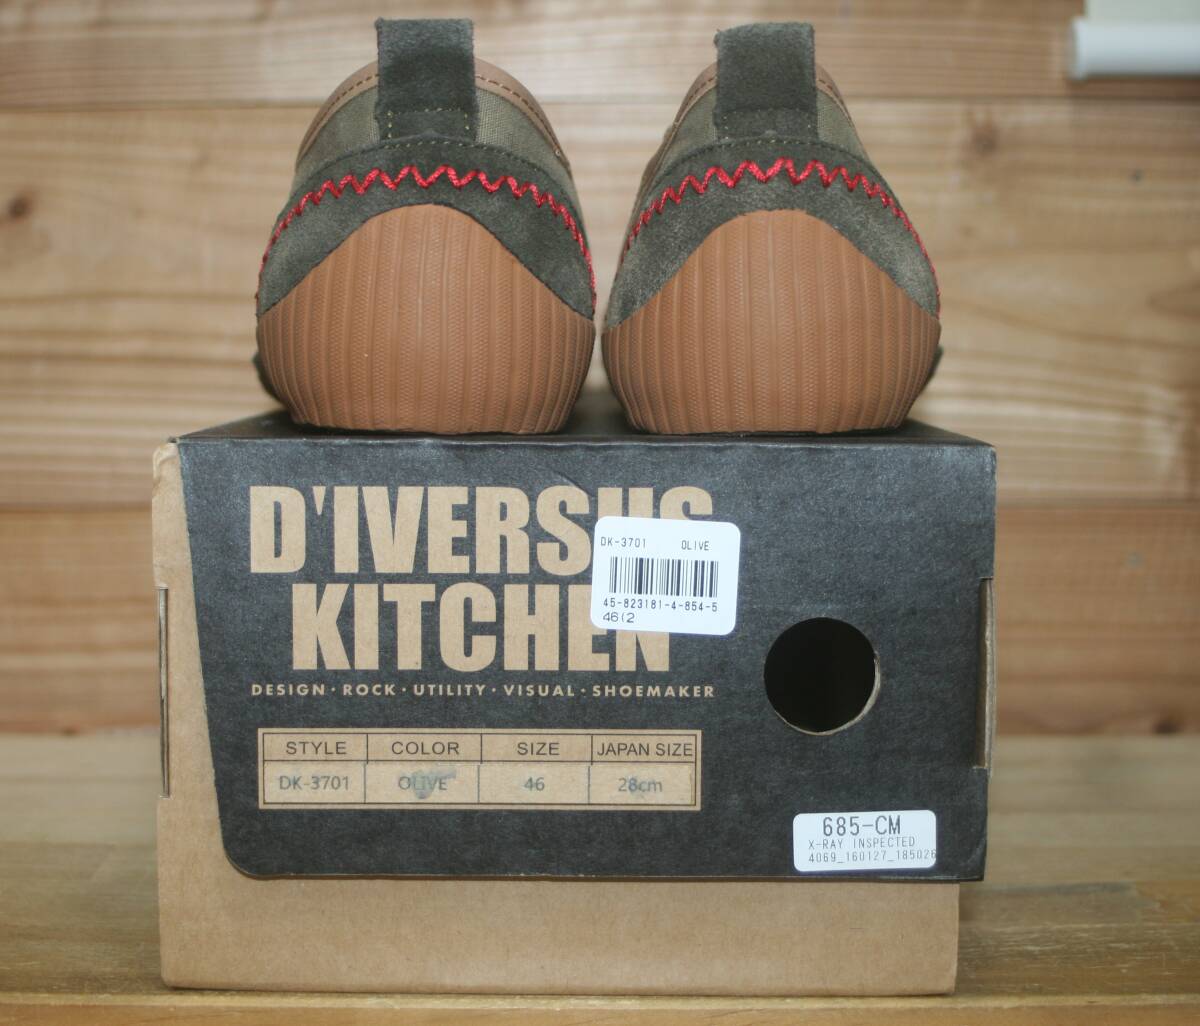 D'IVERSUS
KITCHEN
DK-3701 OLIVE
45-823181-4-854-5
46(2
DESIGN · ROCK · UTILITY · VISUAL · SHOEMAKER
STYLE COLOR SIZE JAPAN SIZE
DK-3701 OLIVE 46 28cm
685-CM
X-RAY INSPECTED
4069_160127_185026